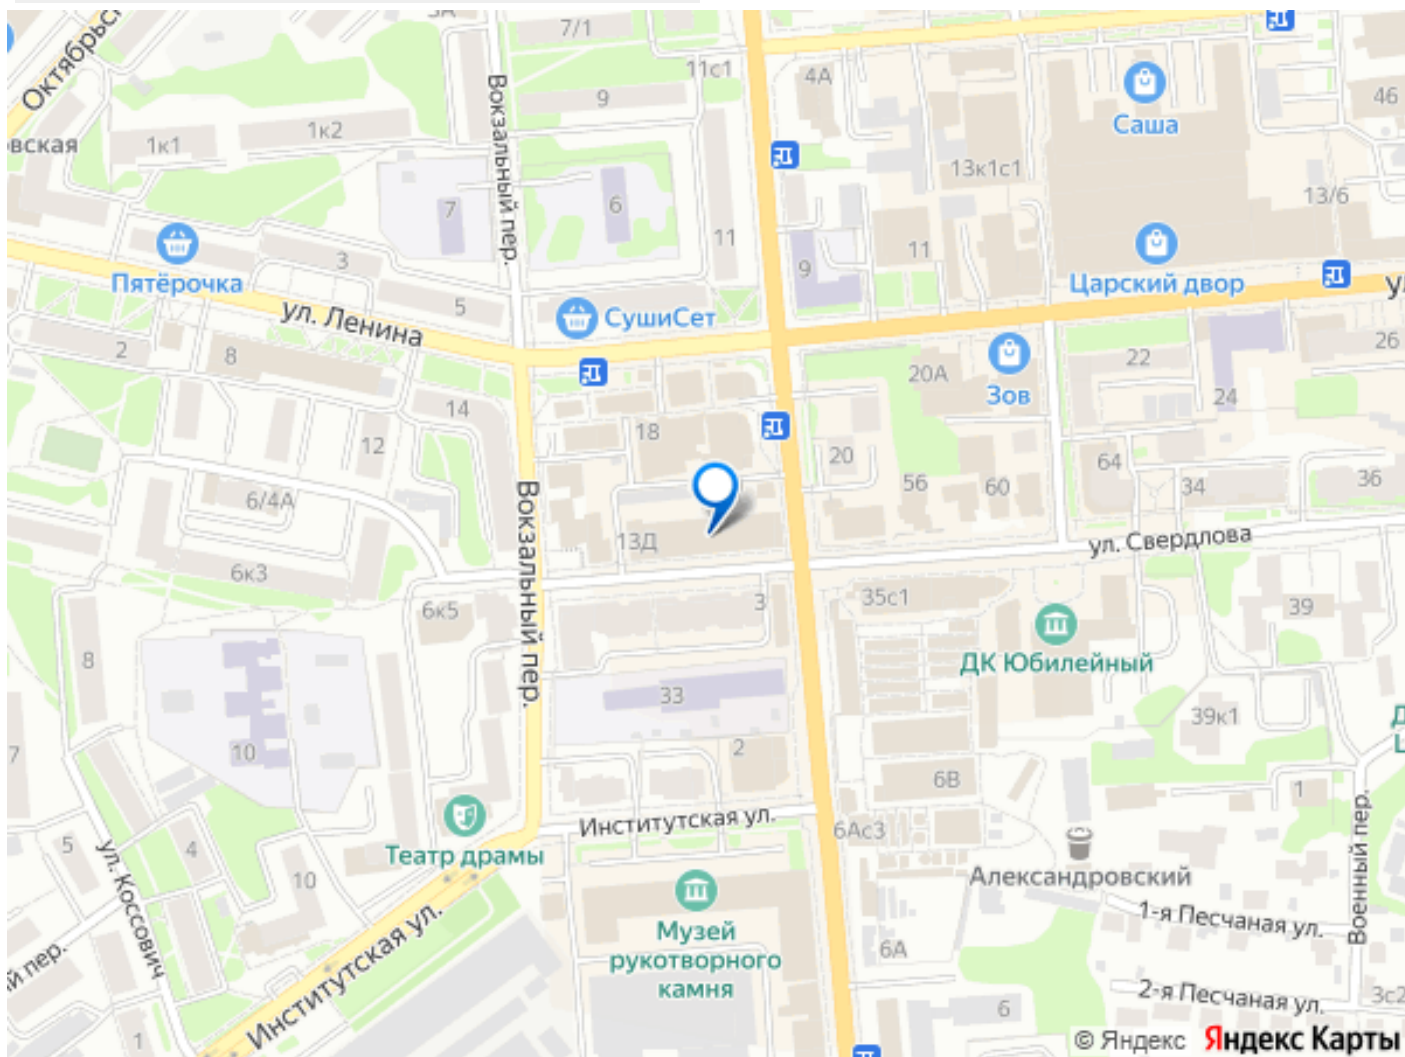 3А
7/1
Октябрьс
Вокзальный пер.
11с1
4А
46
9
Саша
1к2
1к1
вская
13к1с1
13/6
7
6
11
11
9
Царский двор
3
Пятёрочка
5
СушиСет
ул. Ленина
у
2
8
22
26
20А
Зов
24
14
18
12
20
64
56
60
34
36
6/4А
Вокзальный пер.
13Д
ул. Свердлова
6к3
6к5
3
35с1
39
8
ДК Юбилейный
33
39к1
7
10
2
6В
1
Военный пер.
Институтская ул.
6Ас3
5
4
Театр драмы
ул. Коссович
10
Александровский
1-я Песчаная ул.
Музей
рукотворного
камня
Институтская ул.
й пер.
6А
2-я Песчаная ул.
3с2
6
1
© Яндекс Яндекс Карты